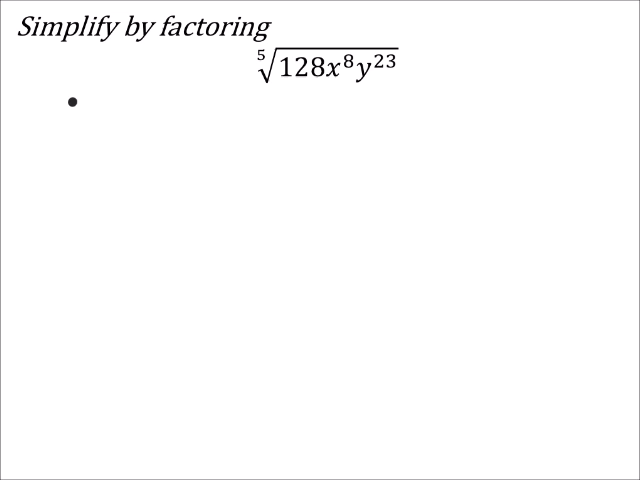 Simplify by factoring
⁵√128x⁸y²³
•